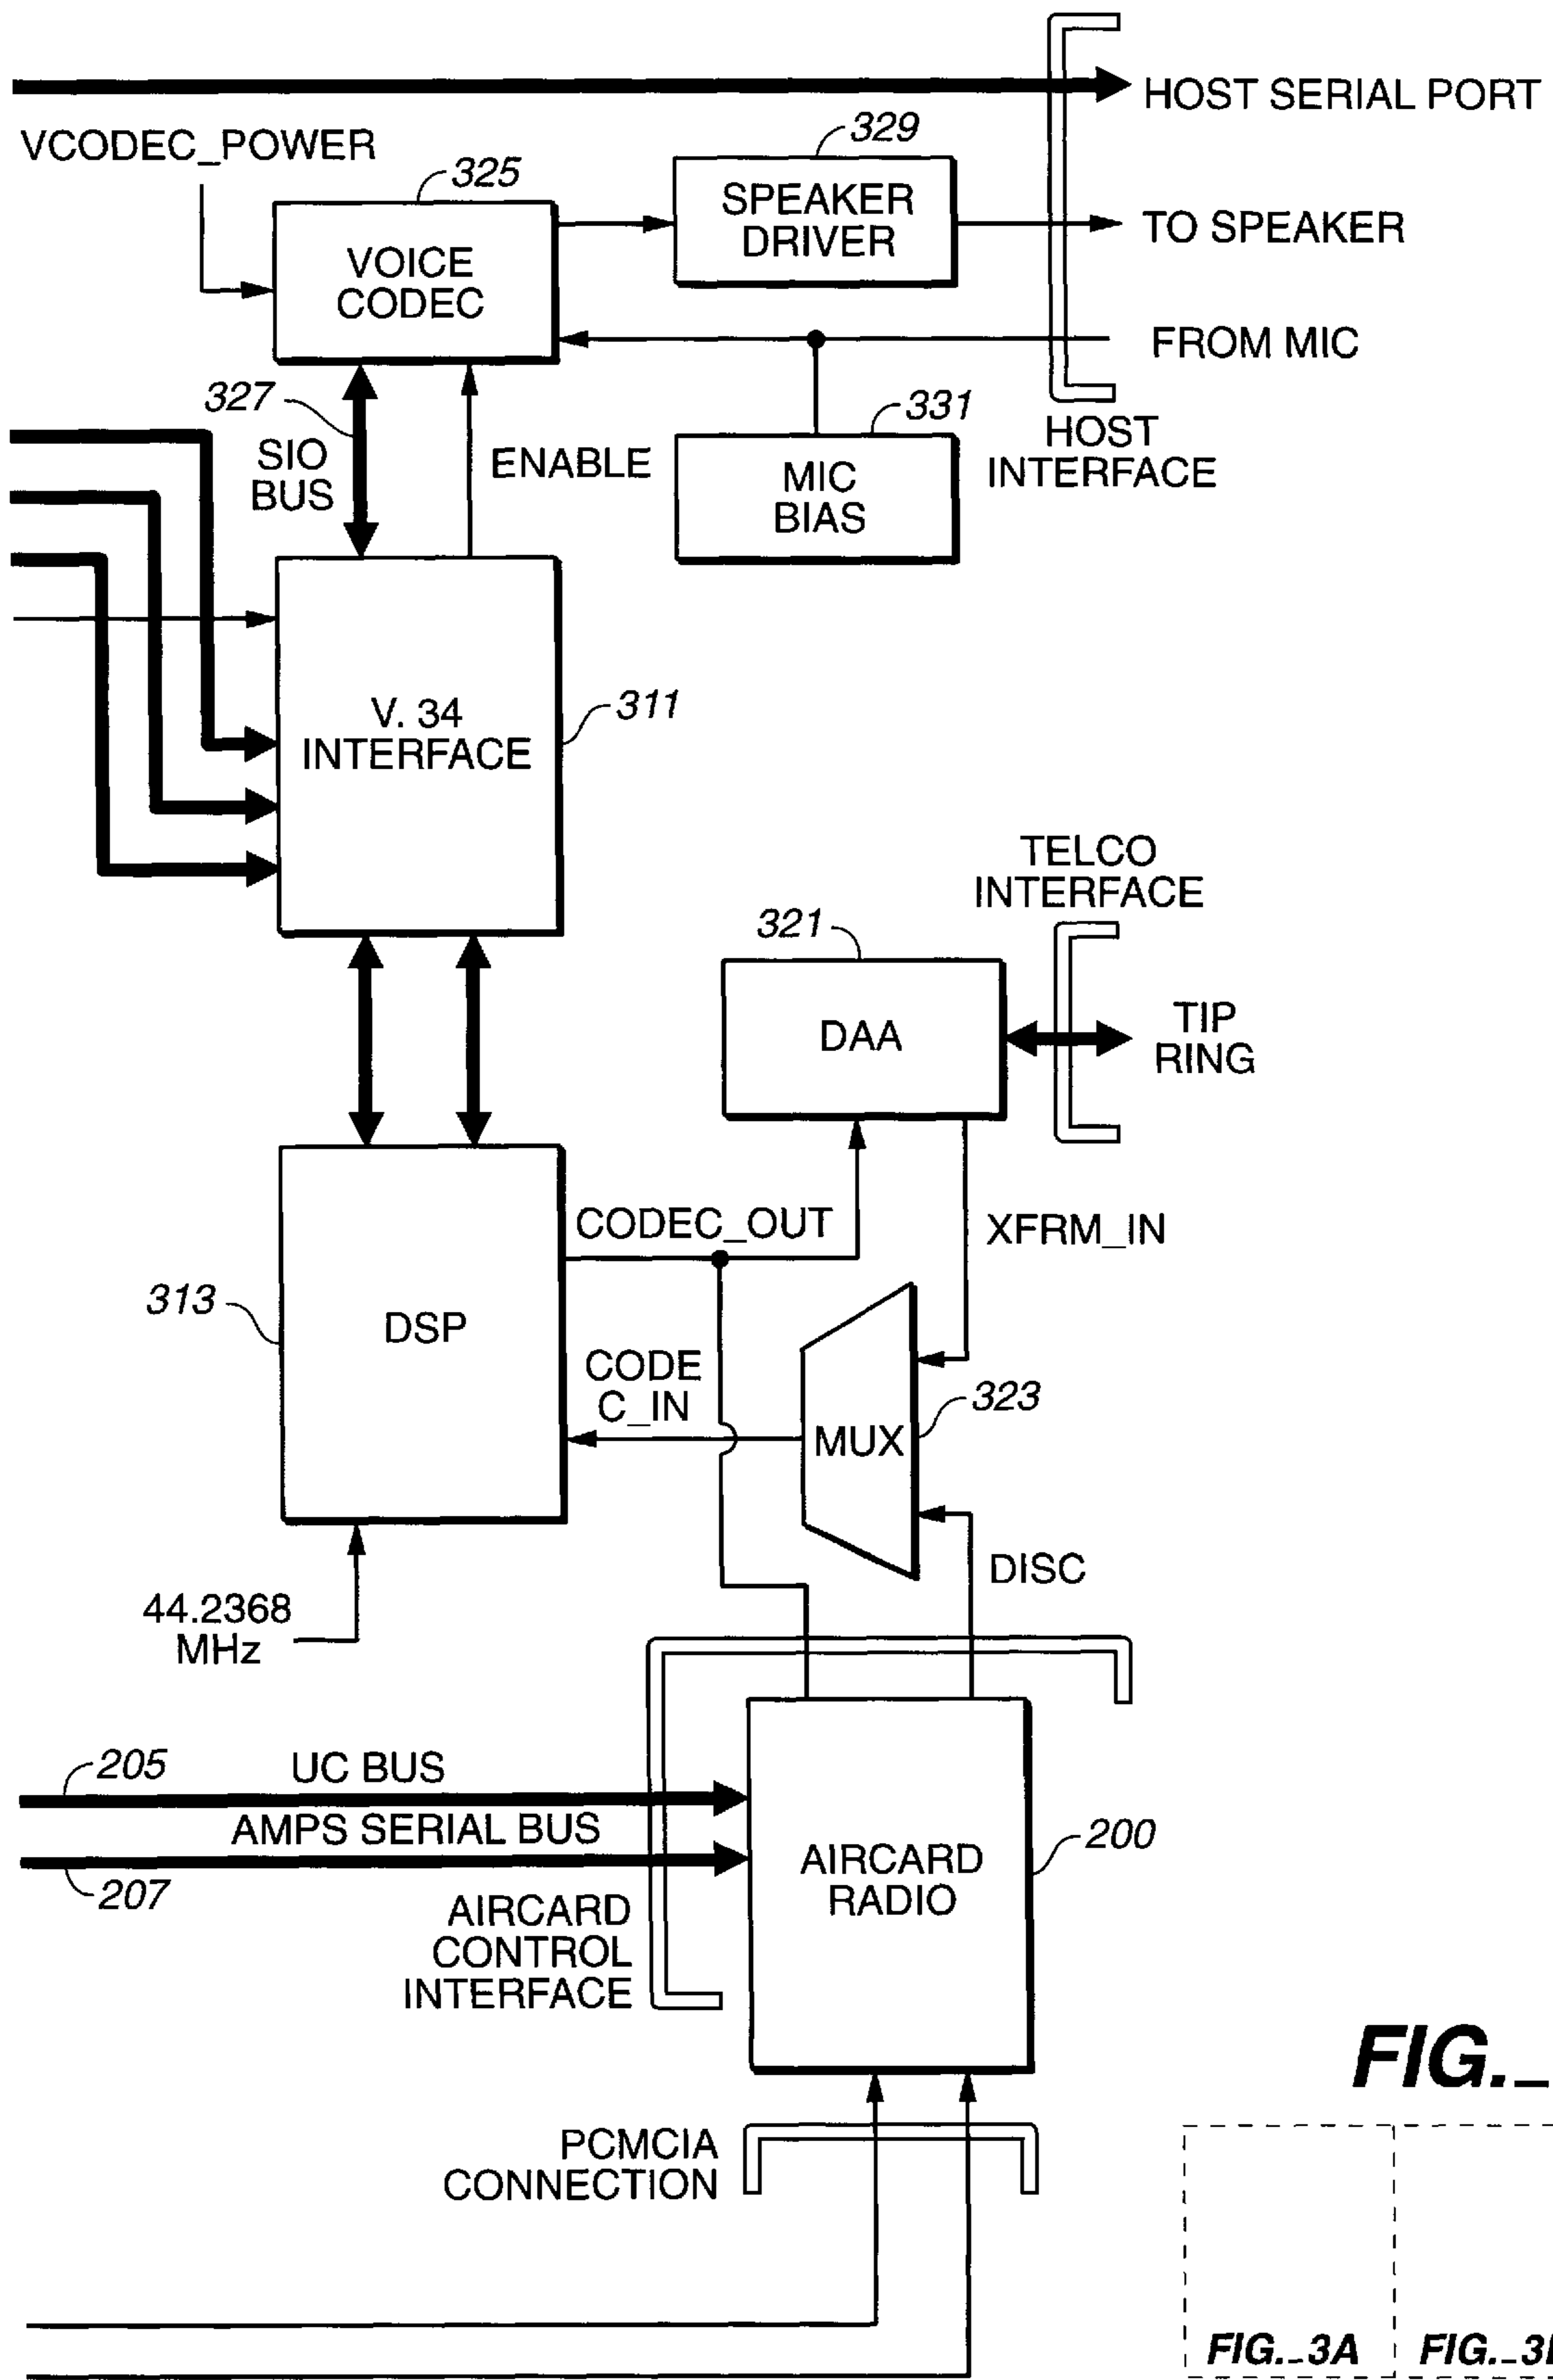 HOST SERIAL PORT
VCODEC_POWER
325
329
SPEAKER
DRIVER
TO SPEAKER
VOICE
CODEC
FROM MIC
327
SIO
BUS
ENABLE
331
MIC
BIAS
HOST
INTERFACE
V. 34
INTERFACE
311
TELCO
INTERFACE
321
DAA
TIP
RING
CODEC_OUT
XFRM_IN
313
DSP
CODE
C_IN
MUX
323
DISC
44.2368
MHz
205
UC BUS
AMPS SERIAL BUS
207
AIRCARD
RADIO
200
AIRCARD
CONTROL
INTERFACE
PCMCIA
CONNECTION
FIG._
FIG._3A
FIG._3